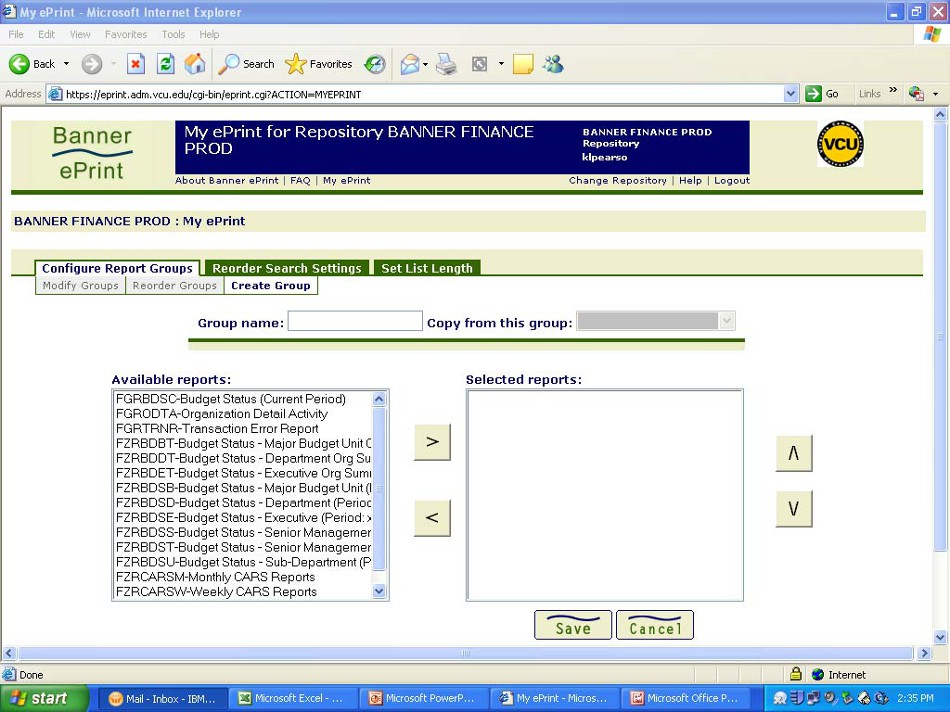 My ePrint - Microsoft Internet Explorer
File Edit View Favorites Tools Help
Back Search Favorites
Address https://eprint.adm.vcu.edu/cgi-bin/eprint.cgi?ACTION=MYEPRINT Go Links »
Banner
ePrint
My ePrint for Repository BANNER FINANCE
PROD
BANNER FINANCE PROD
Repository
klpearso
VCU
About Banner ePrint | FAQ | My ePrint
Change Repository | Help | Logout
BANNER FINANCE PROD : My ePrint
Configure Report Groups Reorder Search Settings Set List Length
Modify Groups Reorder Groups Create Group
Group name: Copy from this group:
Available reports:
FGRBDSC-Budget Status (Current Period)
FGRODTA-Organization Detail Activity
FGRTRNR-Transaction Error Report
FZRBDBT-Budget Status - Major Budget Unit C
FZRBDDT-Budget Status - Department Org Su
FZRBDET-Budget Status - Executive Org Sum
FZRBDSB-Budget Status - Major Budget Unit (
FZRBDSD-Budget Status - Department (Period
FZRBDSE-Budget Status - Executive (Period: x
FZRBDSS-Budget Status - Senior Managemer
FZRBDST-Budget Status - Senior Managemer
FZRBDSU-Budget Status - Sub-Department (P
FZRCARSM-Monthly CARS Reports
FZRCARSW-Weekly CARS Reports
>
<
Selected reports:
Λ
V
Save Cancel
Done Internet
start Mail - Inbox - IBM... Microsoft Excel - ... Microsoft PowerP... My ePrint - Micros... Microsoft Office P... 2:35 PM